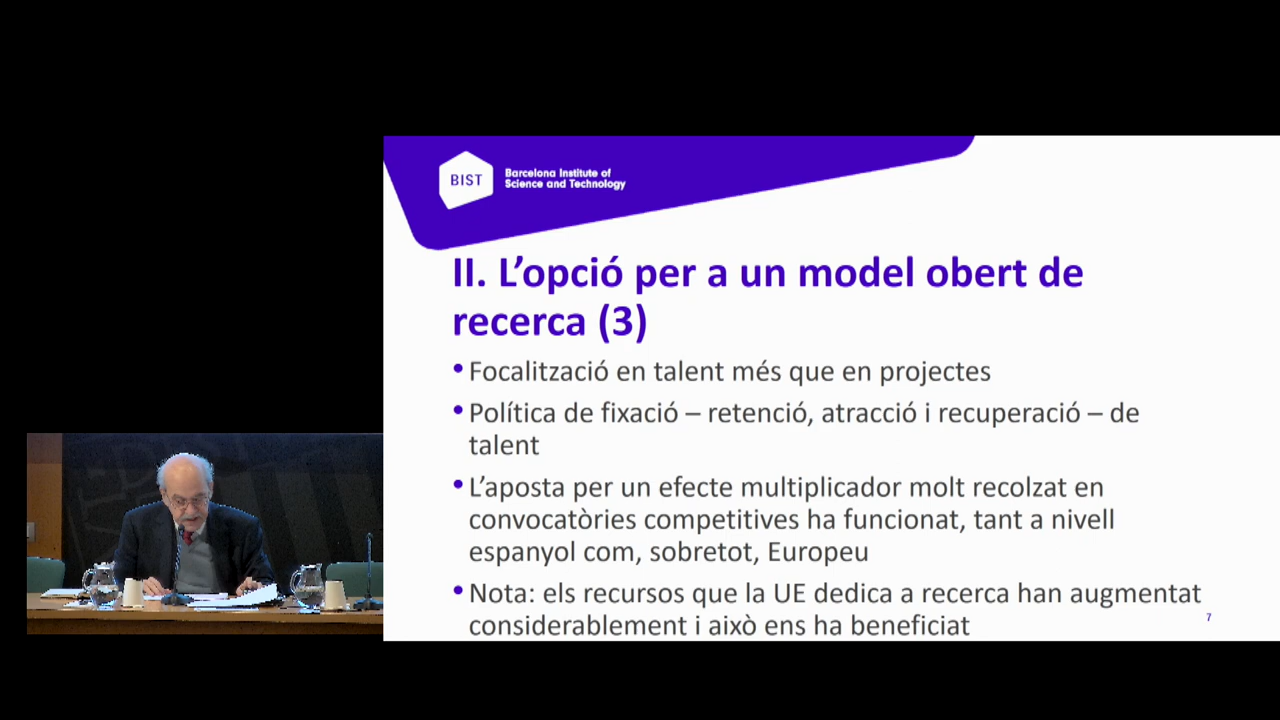 BIST
Barcelona Institute of
Science and Technology
II. L’opció per a un model obert de
recerca (3)
•Focalització en talent més que en projectes
•Política de fixació – retenció, atracció i recuperació – de
talent
•L’aposta per un efecte multiplicador molt recolzat en
convocatòries competitives ha funcionat, tant a nivell
espanyol com, sobretot, Europeu
•Nota: els recursos que la UE dedica a recerca han augmentat
considerablement i això ens ha beneficiat
7